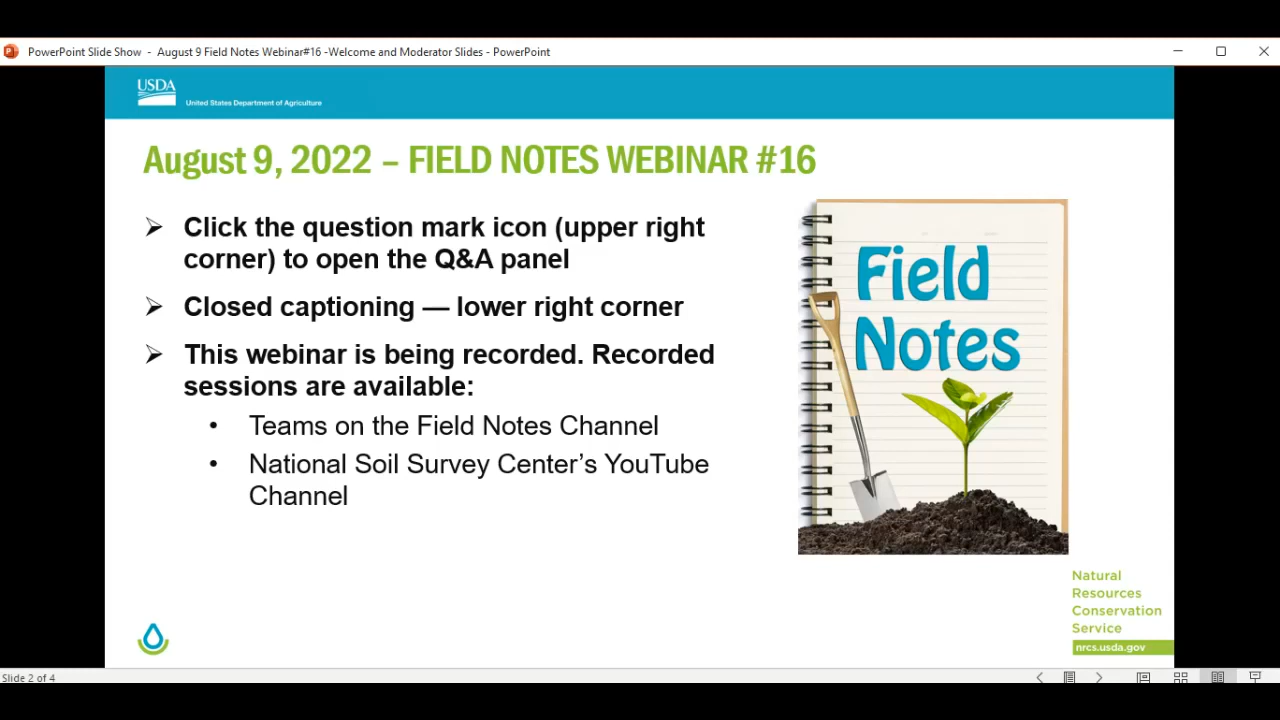 PowerPoint Slide Show - August 9 Field Notes Webinar#16 -Welcome and Moderator Slides - PowerPoint
USDA
United States Department of Agriculture
August 9, 2022 – FIELD NOTES WEBINAR #16
➢ Click the question mark icon (upper right
corner) to open the Q&A panel
➢ Closed captioning — lower right corner
➢ This webinar is being recorded. Recorded
sessions are available:
• Teams on the Field Notes Channel
• National Soil Survey Center’s YouTube
Channel
Field
Notes
Natural
Resources
Conservation
Service
nrcs.usda.gov
Slide 2 of 4